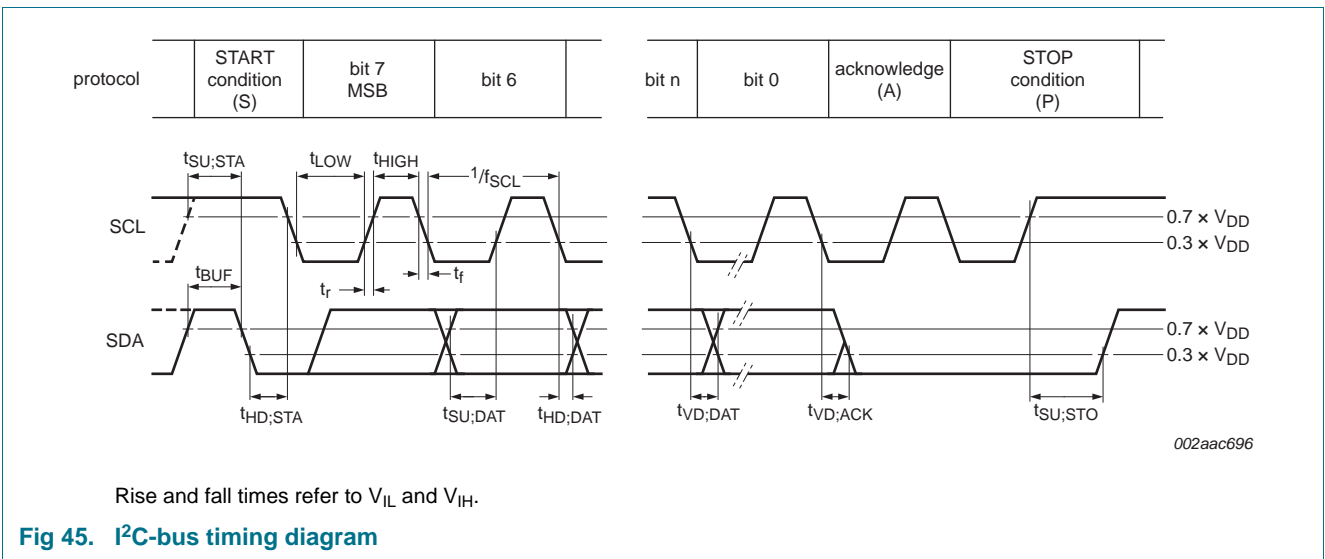 protocol
START
condition
(S)
bit 7
MSB
bit 6
bit n
bit 0
acknowledge
(A)
STOP
condition
(P)
tSU;STA
tLOW
tHIGH
1/fSCL
SCL
0.7 × VDD
0.3 × VDD
tBUF
tr
tf
SDA
0.7 × VDD
0.3 × VDD
tHD;STA
tSU;DAT
tHD;DAT
tVD;DAT
tVD;ACK
tSU;STO
002aac696
Rise and fall times refer to VIL and VIH.
Fig 45. I2C-bus timing diagram